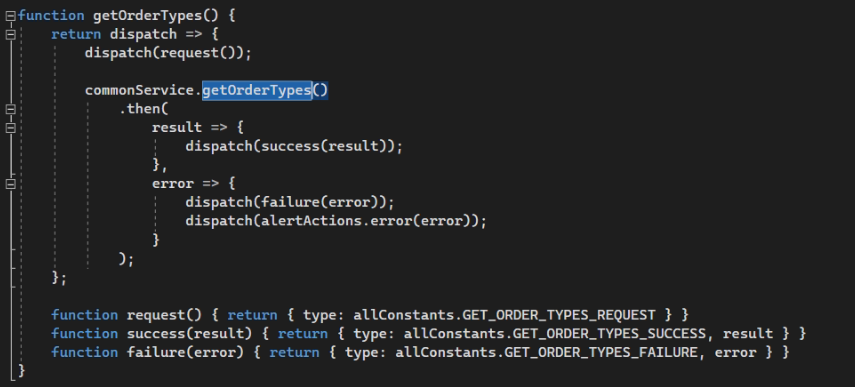 function getOrderTypes() {
    return dispatch => {
        dispatch(request());

        commonService.getOrderTypes()
            .then(
                result => {
                    dispatch(success(result));
                },
                error => {
                    dispatch(failure(error));
                    dispatch(alertActions.error(error));
                }
            );
    };

    function request() { return { type: allConstants.GET_ORDER_TYPES_REQUEST } }
    function success(result) { return { type: allConstants.GET_ORDER_TYPES_SUCCESS, result } }
    function failure(error) { return { type: allConstants.GET_ORDER_TYPES_FAILURE, error } }
}